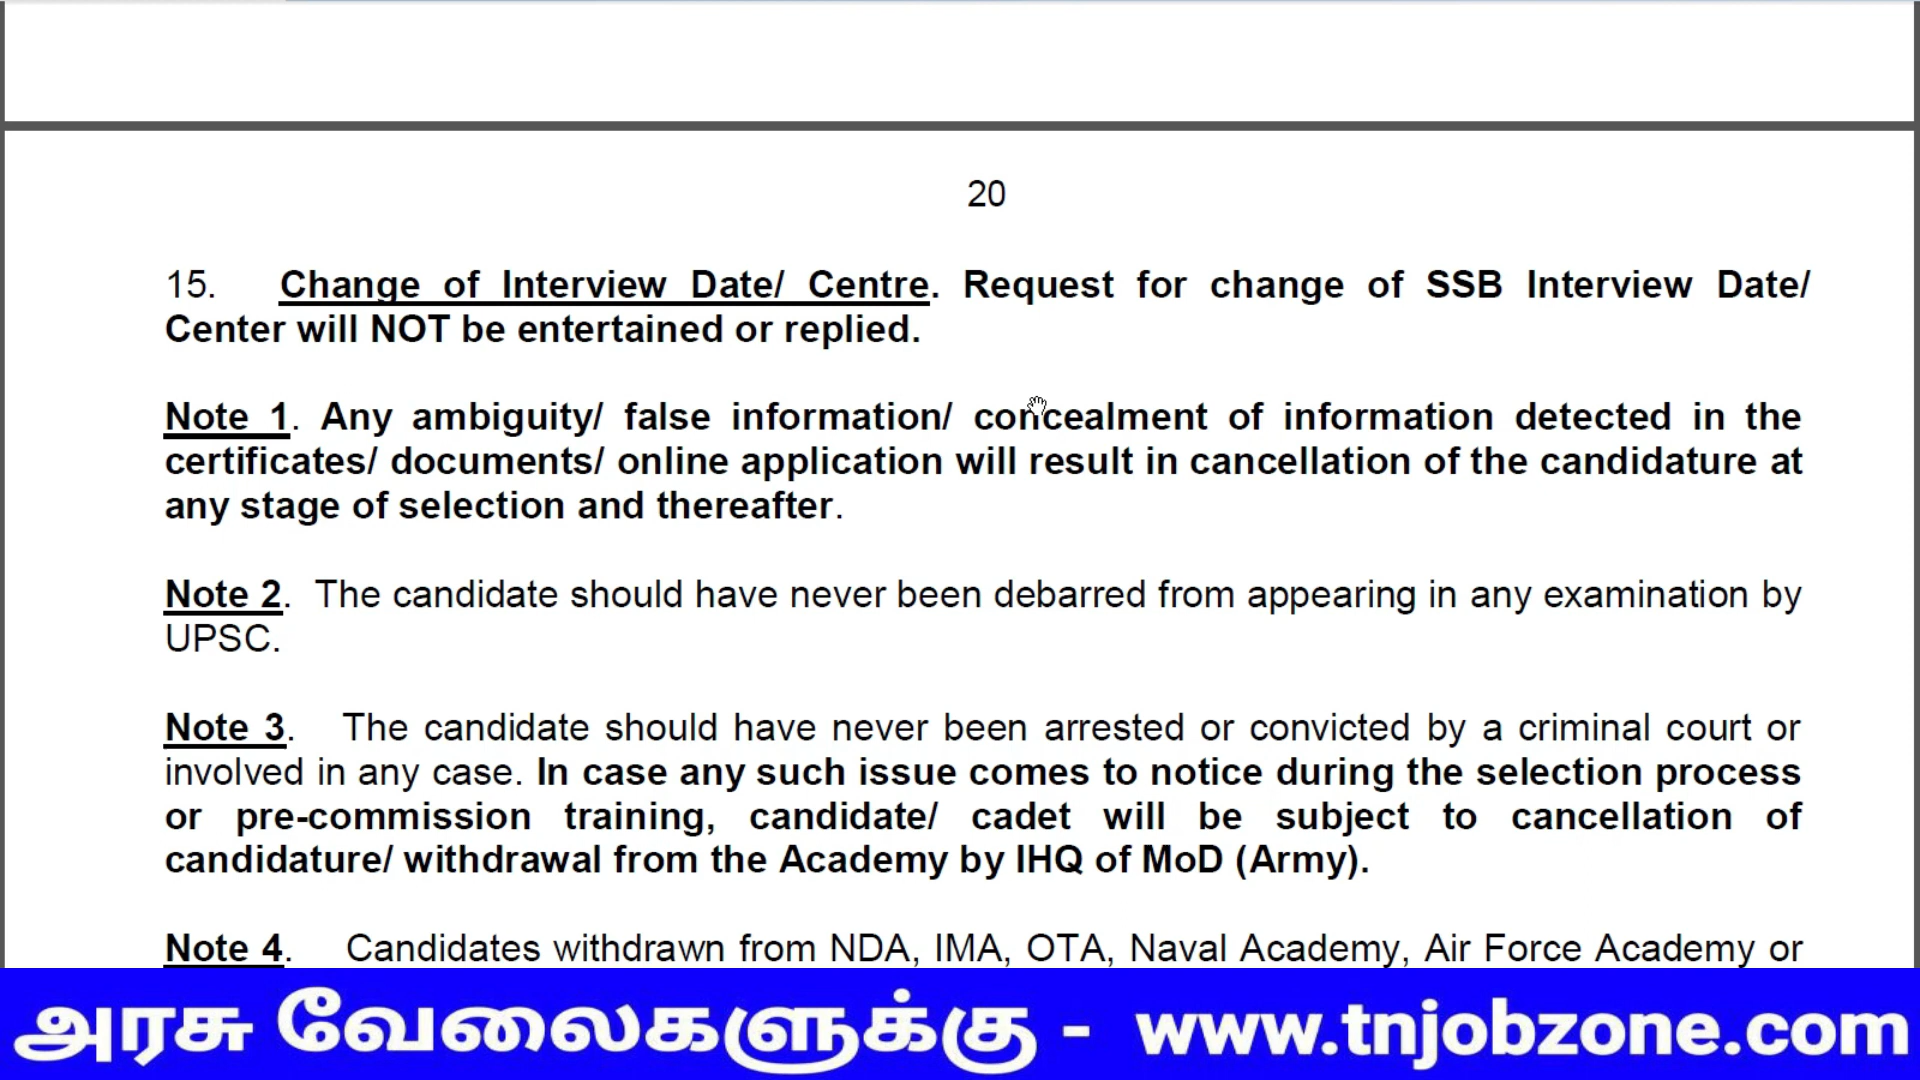 20
15. Change of Interview Date/ Centre. Request for change of SSB Interview Date/
Center will NOT be entertained or replied.
Note 1. Any ambiguity/ false information/ concealment of information detected in the
certificates/ documents/ online application will result in cancellation of the candidature at
any stage of selection and thereafter.
Note 2. The candidate should have never been debarred from appearing in any examination by
UPSC.
Note 3. The candidate should have never been arrested or convicted by a criminal court or
involved in any case. In case any such issue comes to notice during the selection process
or pre-commission training, candidate/ cadet will be subject to cancellation of
candidature/ withdrawal from the Academy by IHQ of MoD (Army).
Note 4. Candidates withdrawn from NDA, IMA, OTA, Naval Academy, Air Force Academy or
அரசு வேலைகளுக்கு - www.tnjobzone.com